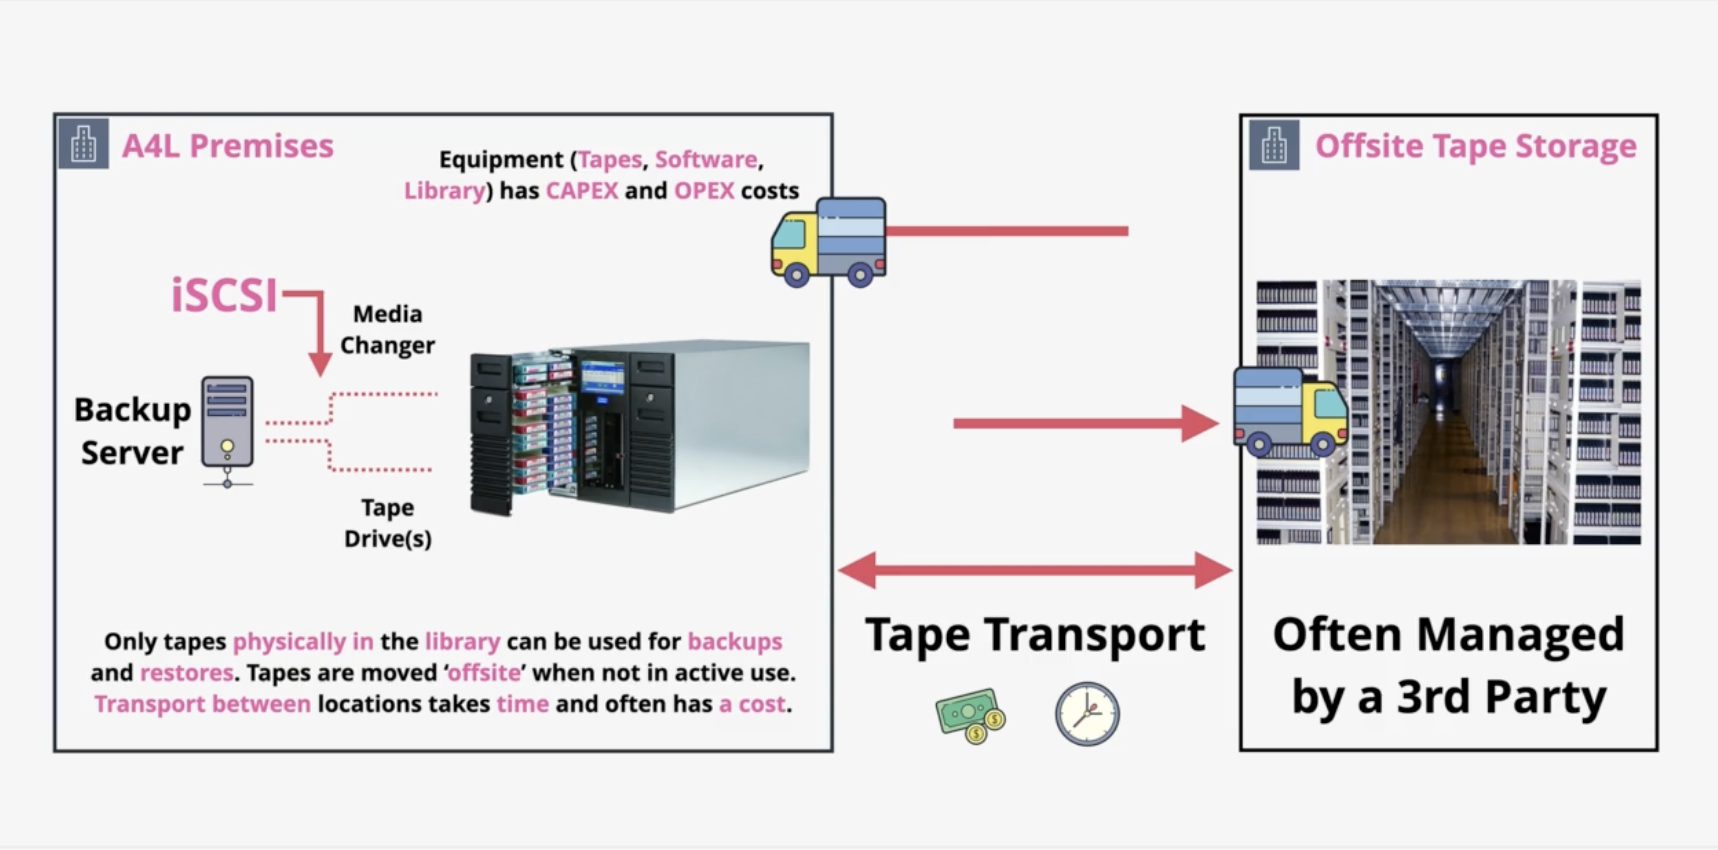 A4L Premises
Equipment (Tapes, Software,
Library) has CAPEX and OPEX costs
iSCSI
Media
Changer
Backup
Server
Tape
Drive(s)
Only tapes physically in the library can be used for backups
and restores. Tapes are moved ‘offsite’ when not in active use.
Transport between locations takes time and often has a cost.
Tape Transport
Offsite Tape Storage
Often Managed
by a 3rd Party